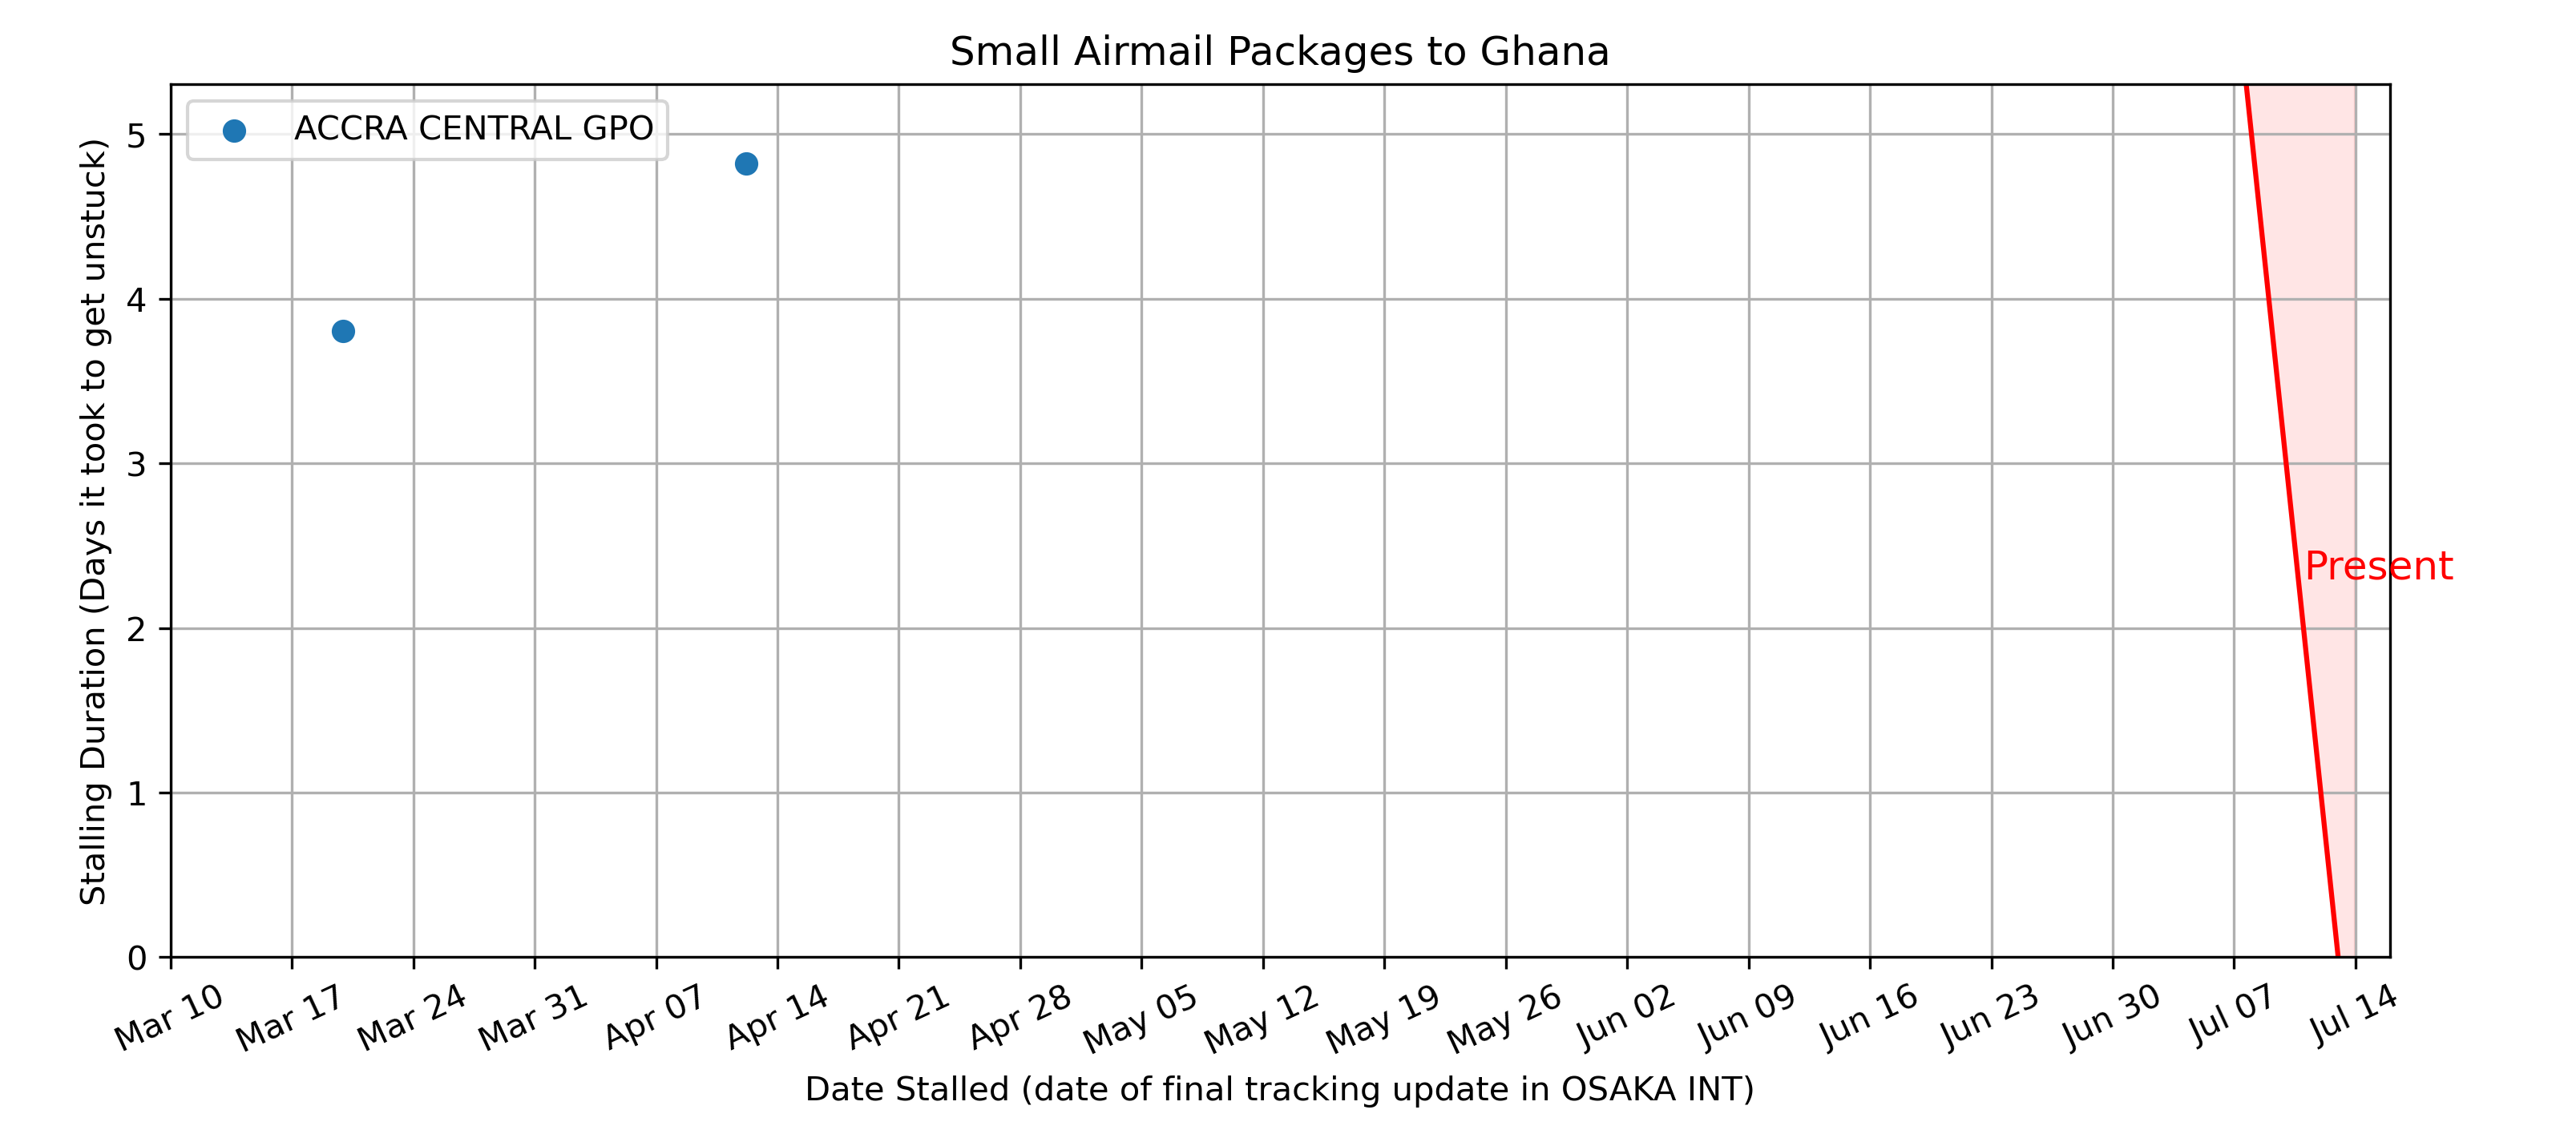 Small Airmail Packages to Ghana
ACCRA CENTRAL GPO
Stalling Duration (Days it took to get unstuck)
5
4
3
2
1
0
Present
Mar 10
Mar 17
Mar 24
Mar 31
Apr 07
Apr 14
Apr 21
Apr 28
May 05
May 12
May 19
May 26
Jun 02
Jun 09
Jun 16
Jun 23
Jun 30
Jul 07
Jul 14
Date Stalled (date of final tracking update in OSAKA INT)